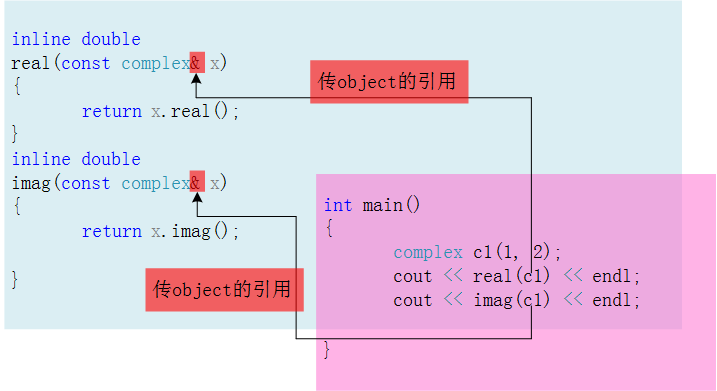 inline double
real(const complex& x)
{
return x.real();
}
inline double
imag(const complex& x)
{
return x.imag();
}
传object的引用
传object的引用
int main()
{
complex c1(1, 2);
cout << real(c1) << endl;
cout << imag(c1) << endl;
}